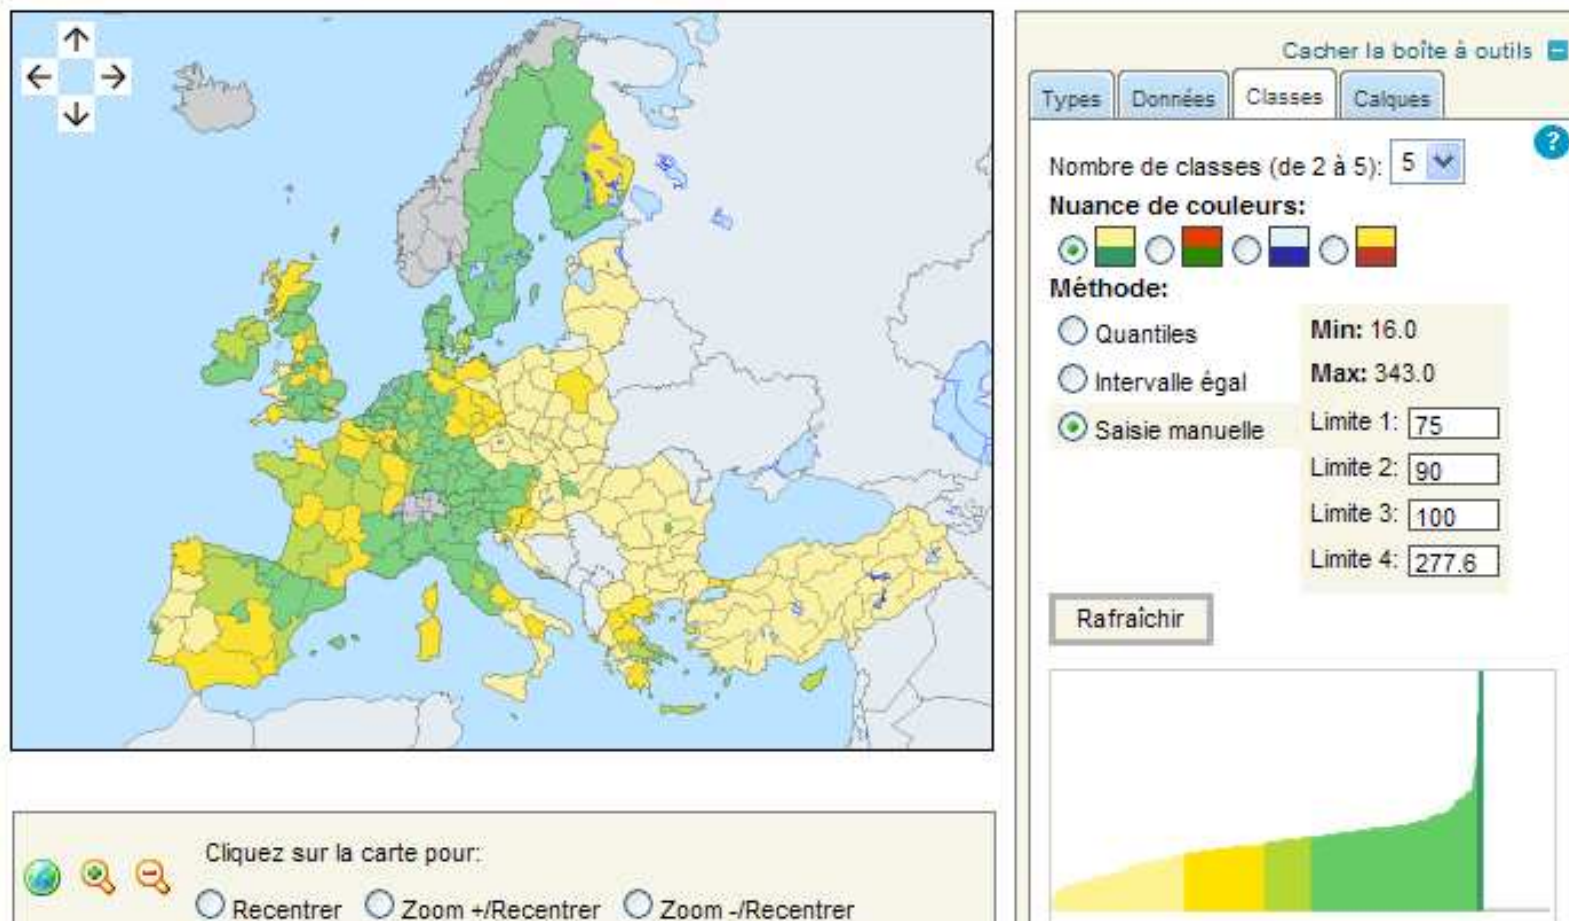 Cacher la boîte à outils
Types Données Classes Calques
?
Nombre de classes (de 2 à 5): 5
Nuance de couleurs:
Méthode:
Quantiles
Intervalle égal
Saisie manuelle
Min: 16.0
Max: 343.0
Limite 1: 75
Limite 2: 90
Limite 3: 100
Limite 4: 277.6
Rafraîchir
Cliquez sur la carte pour:
Recentrer Zoom +/Recentrer Zoom -/Recentrer